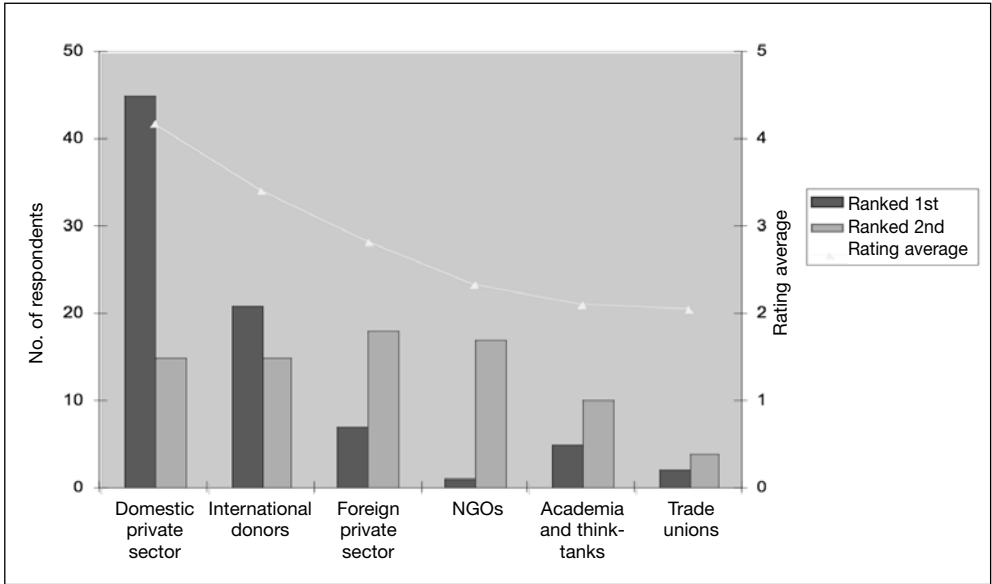 50
40
30
20
10
0
No. of respondents
5
4
3
2
1
0
Rating average
Ranked 1st
Ranked 2nd
Rating average
Domestic
private
sector
International
donors
Foreign
private
sector
NGOs
Academia
and think-
tanks
Trade
unions